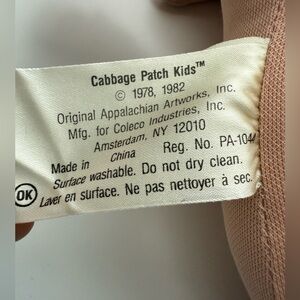 Cabbage Patch Kids™
© 1978, 1982
Original Appalachian Artworks, Inc.
Mfg. for Coleco Industries, Inc.
Amsterdam, NY 12010
Made in China Reg. No. PA-1044
Surface washable. Do not dry clean.
OK Laver en surface. Ne pas nettoyer à sec.